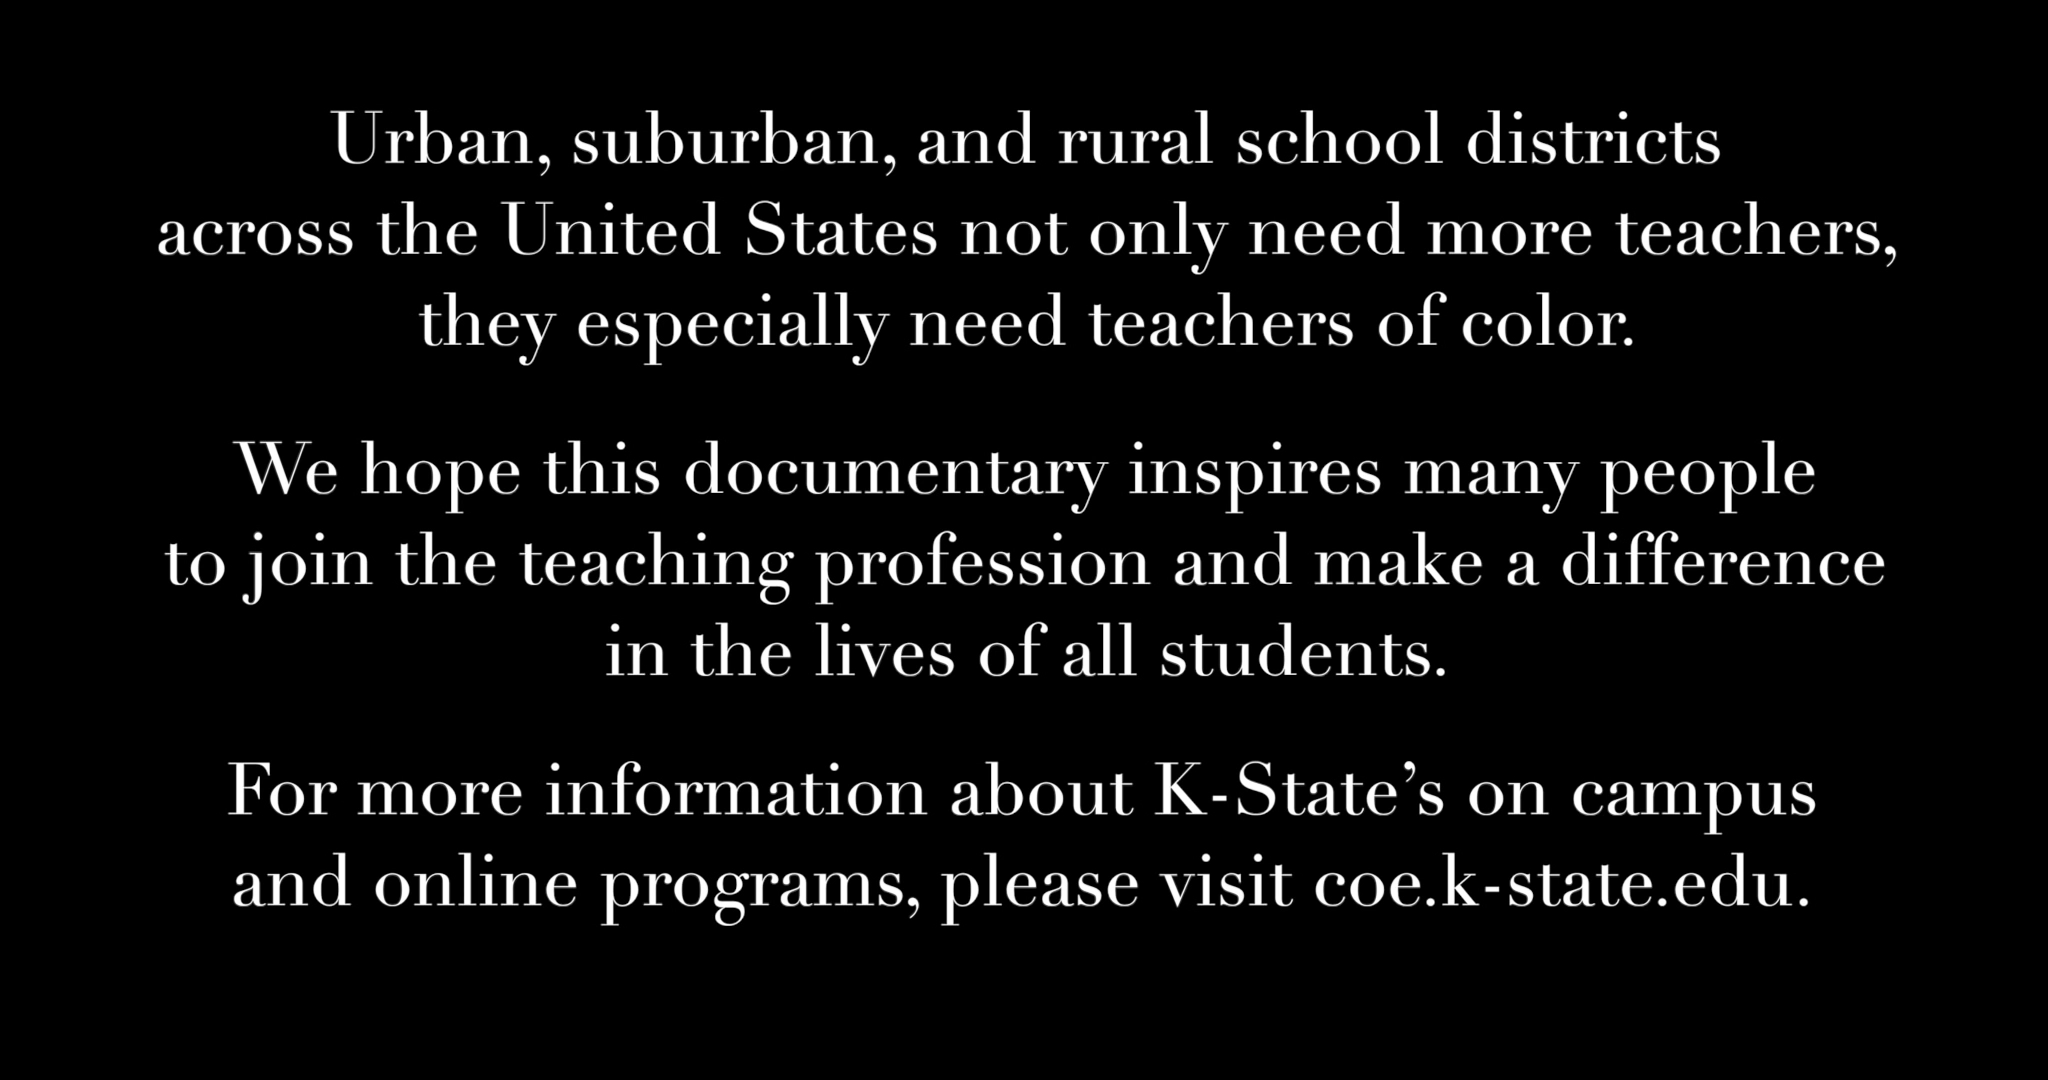 Urban, suburban, and rural school districts
across the United States not only need more teachers,
they especially need teachers of color.
We hope this documentary inspires many people
to join the teaching profession and make a difference
in the lives of all students.
For more information about K-State’s on campus
and online programs, please visit coe.k-state.edu.